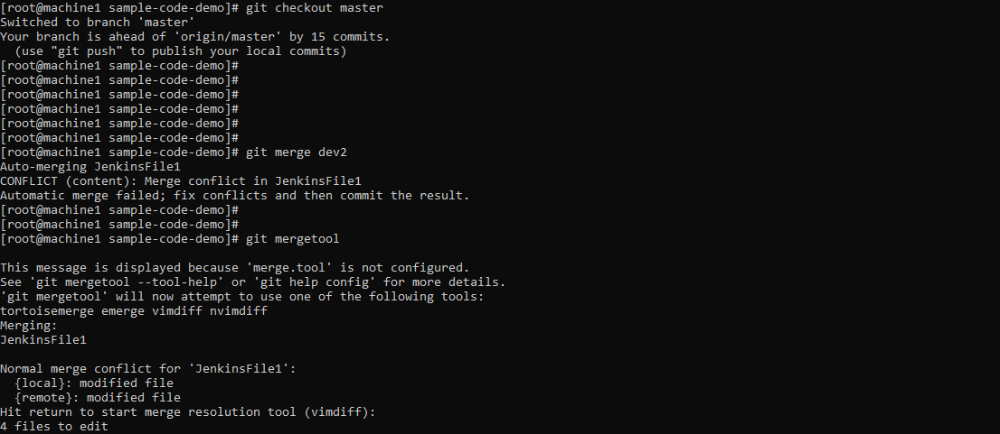 [root@machine1 sample-code-demo]# git checkout master
Switched to branch 'master'
Your branch is ahead of 'origin/master' by 15 commits.
  (use "git push" to publish your local commits)
[root@machine1 sample-code-demo]#
[root@machine1 sample-code-demo]#
[root@machine1 sample-code-demo]#
[root@machine1 sample-code-demo]#
[root@machine1 sample-code-demo]#
[root@machine1 sample-code-demo]#
[root@machine1 sample-code-demo]# git merge dev2
Auto-merging JenkinsFile1
CONFLICT (content): Merge conflict in JenkinsFile1
Automatic merge failed; fix conflicts and then commit the result.
[root@machine1 sample-code-demo]#
[root@machine1 sample-code-demo]#
[root@machine1 sample-code-demo]# git mergetool

This message is displayed because 'merge.tool' is not configured.
See 'git mergetool --tool-help' or 'git help config' for more details.
'git mergetool' will now attempt to use one of the following tools:
tortoisemerge emerge vimdiff nvimdiff
Merging:
JenkinsFile1

Normal merge conflict for 'JenkinsFile1':
  {local}: modified file
  {remote}: modified file
Hit return to start merge resolution tool (vimdiff):
4 files to edit